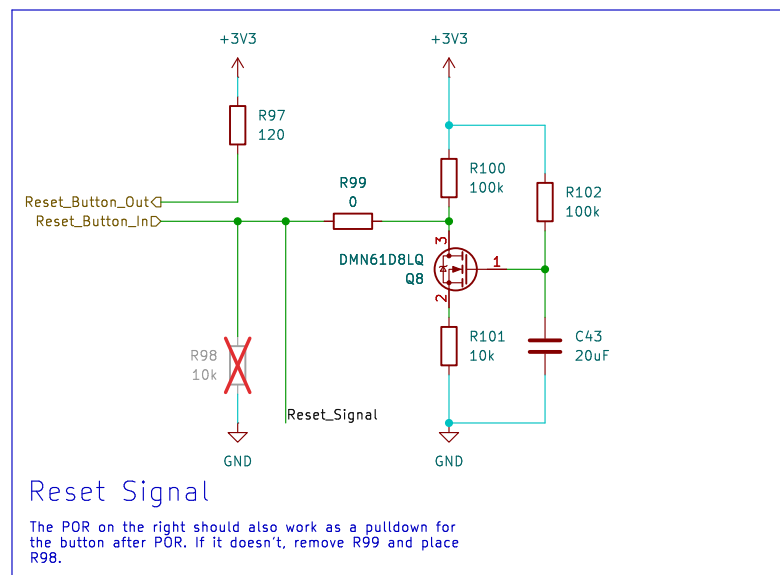 +3V3
+3V3
R97
120
R100
100k
R102
100k
R99
0
Reset_Button_Out
Reset_Button_In
3
DMN61D8LQ
Q8
1
2
R98
10k
R101
10k
C43
20uF
Reset_Signal
GND
GND
Reset Signal
The POR on the right should also work as a pulldown for
the button after POR. If it doesn't, remove R99 and place
R98.